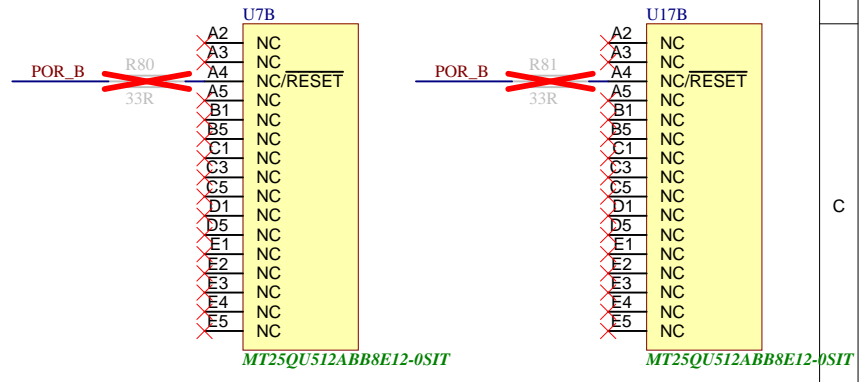 U7B
A2 NC
A3 NC
POR_B R80 33R A4 NC/RESET
A5 NC
B1 NC
B5 NC
C1 NC
C3 NC
C5 NC
D1 NC
D5 NC
E1 NC
E2 NC
E3 NC
E4 NC
E5 NC
MT25QU512ABB8E12-0SIT
U17B
A2 NC
A3 NC
POR_B R81 33R A4 NC/RESET
A5 NC
B1 NC
B5 NC
C1 NC
C3 NC
C5 NC
D1 NC
D5 NC
E1 NC
E2 NC
E3 NC
E4 NC
E5 NC
MT25QU512ABB8E12-0SIT
C